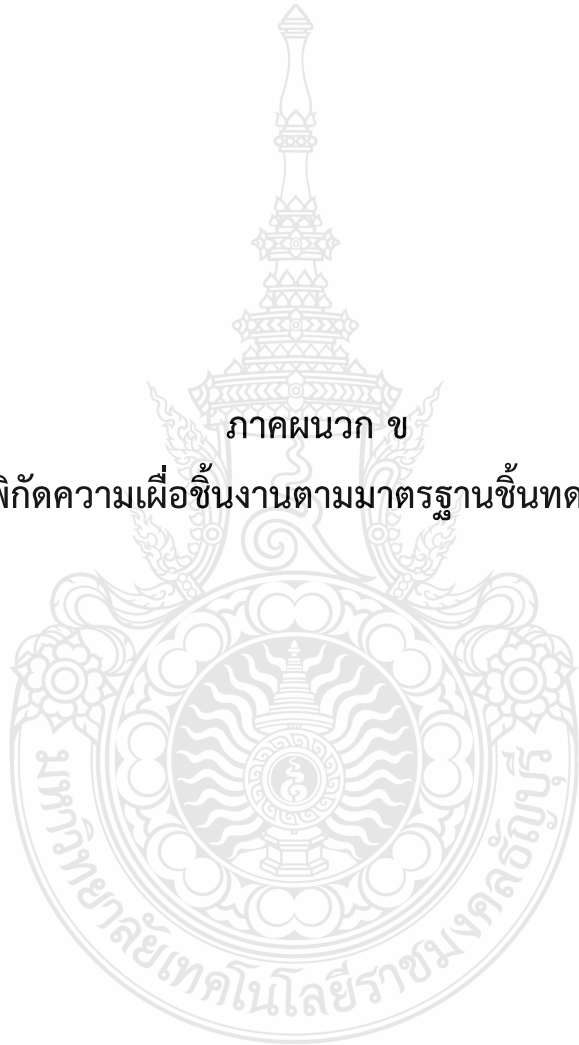 ภาคผนวก ข
พิกัดความเผื่อชิ้นงานตามมาตรฐานชิ้นทด
มหาวิทยาลัยเทคโนโลยีราชมงคลธัญบุรี